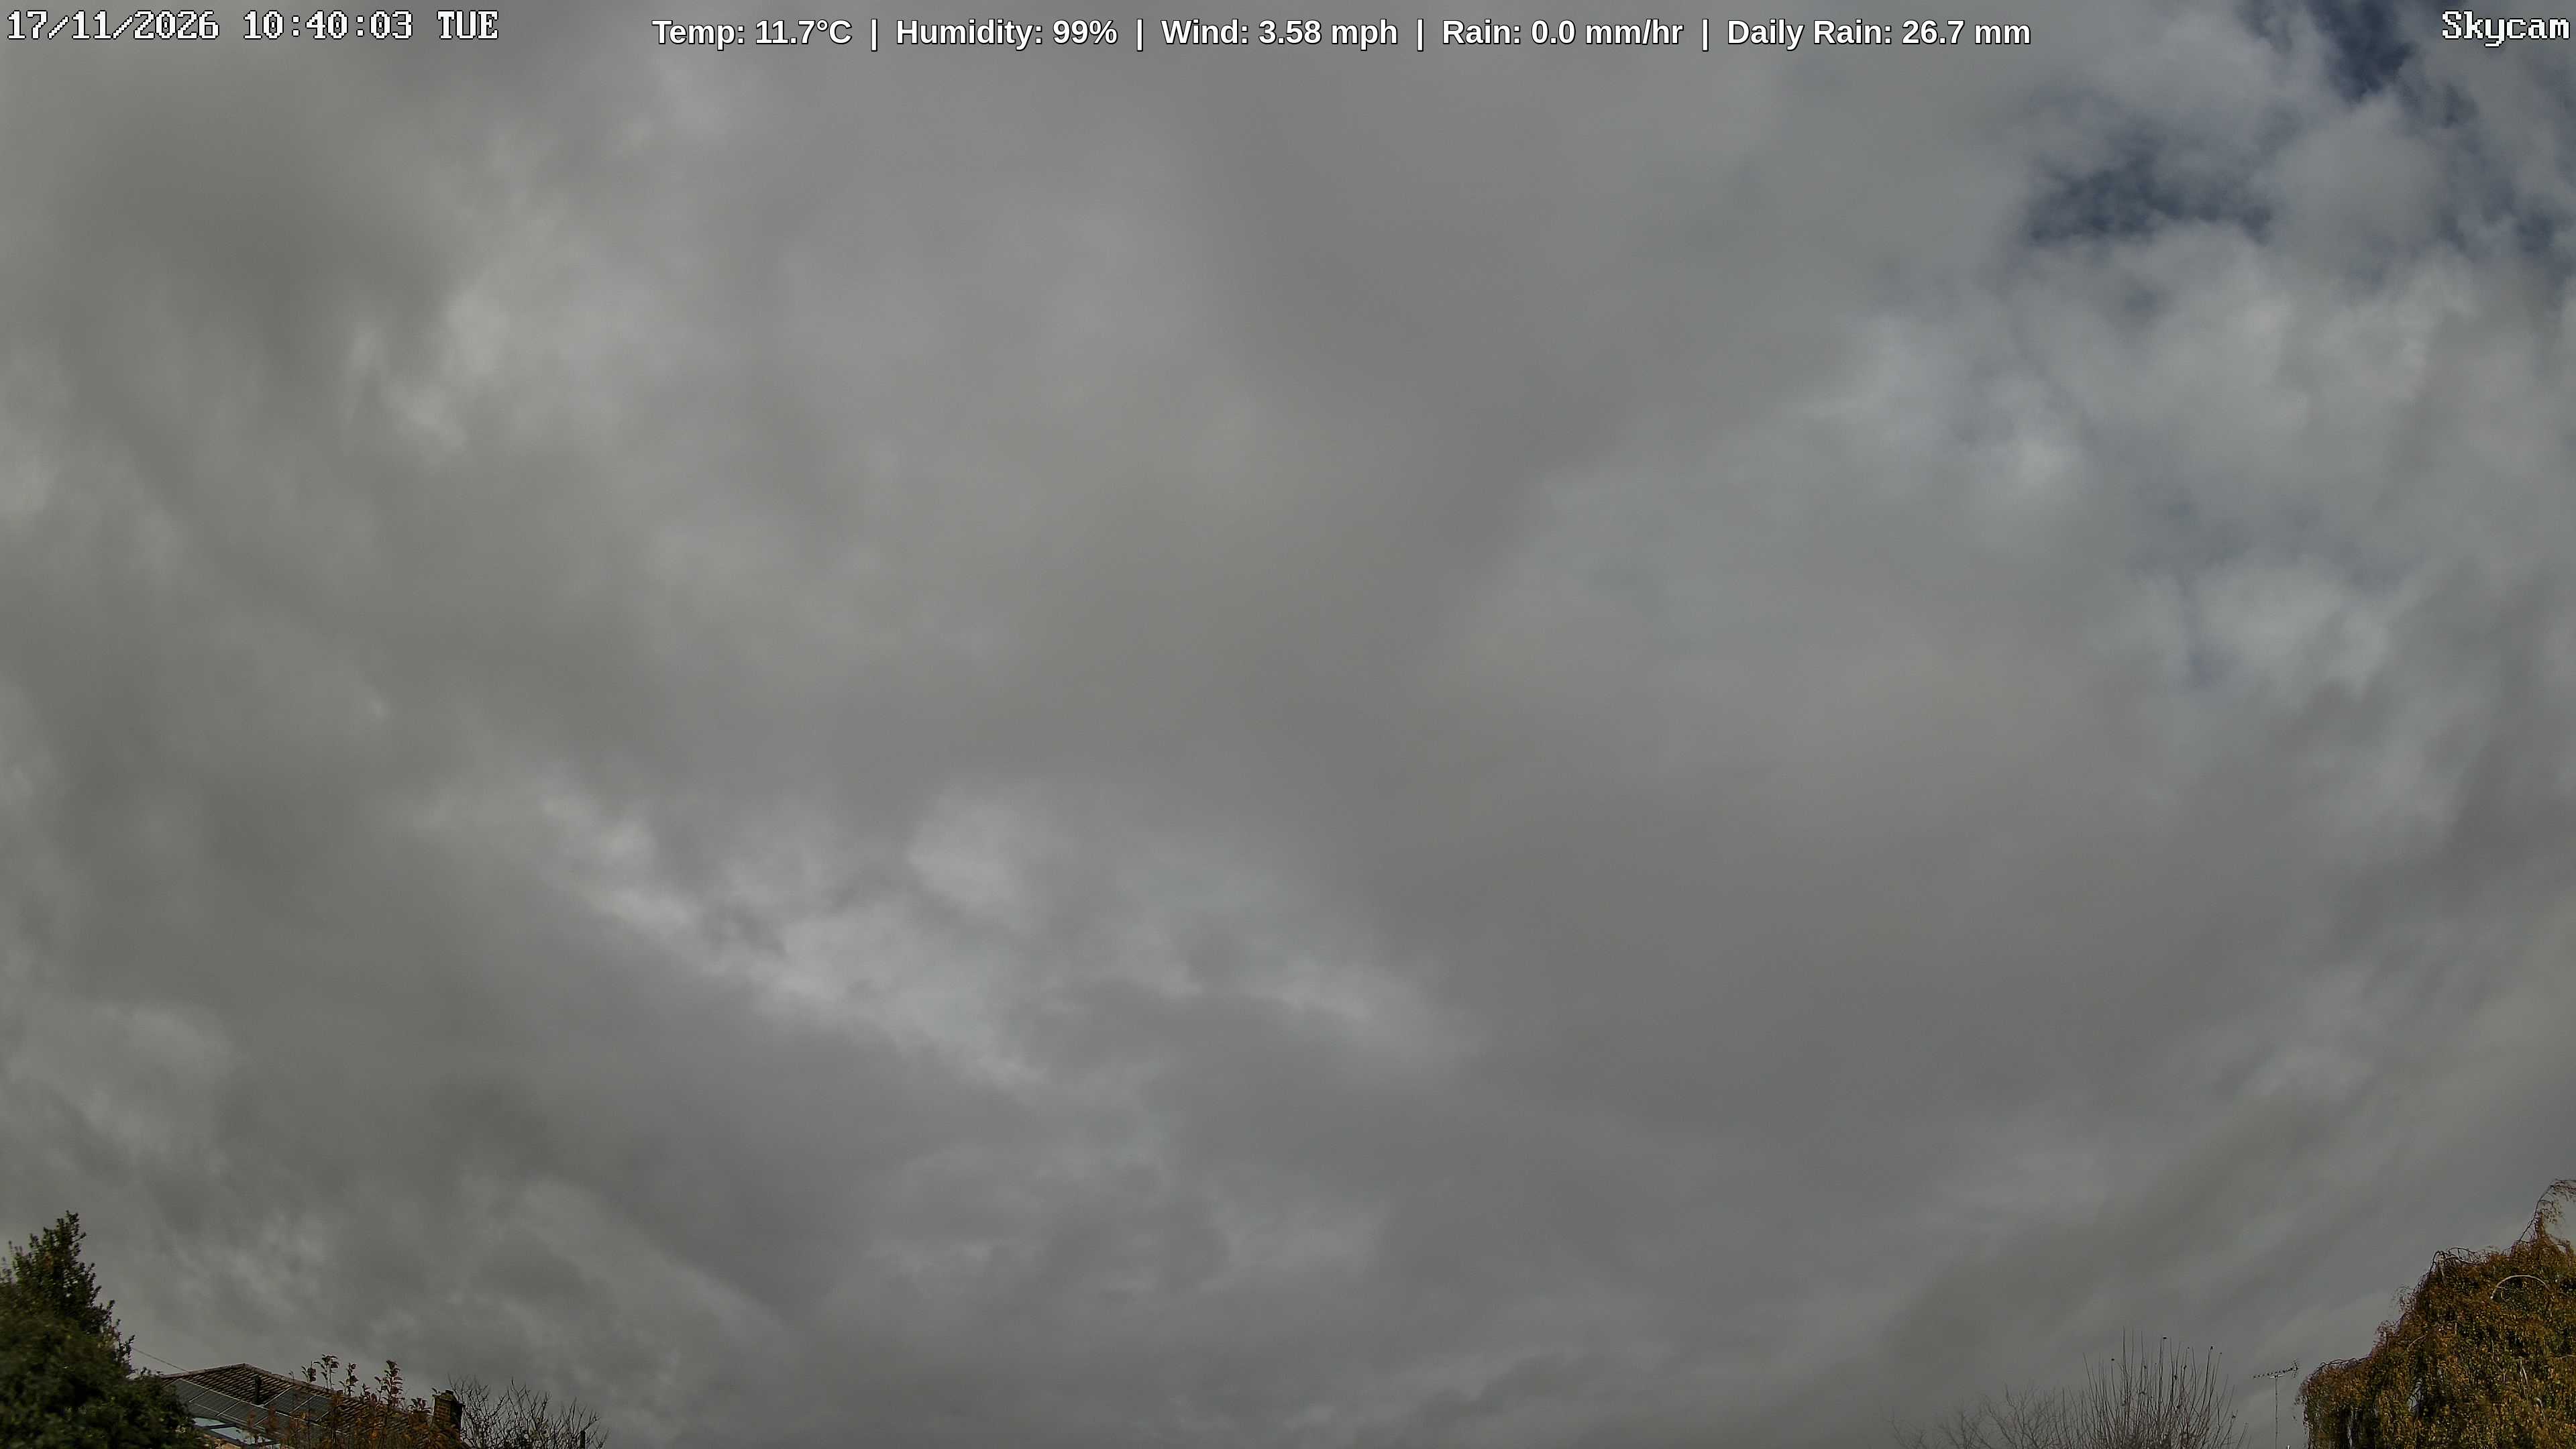 17/11/2026 10:40:03 TUE
Temp: 11.7°C | Humidity: 99% | Wind: 3.58 mph | Rain: 0.0 mm/hr | Daily Rain: 26.7 mm
Skycam